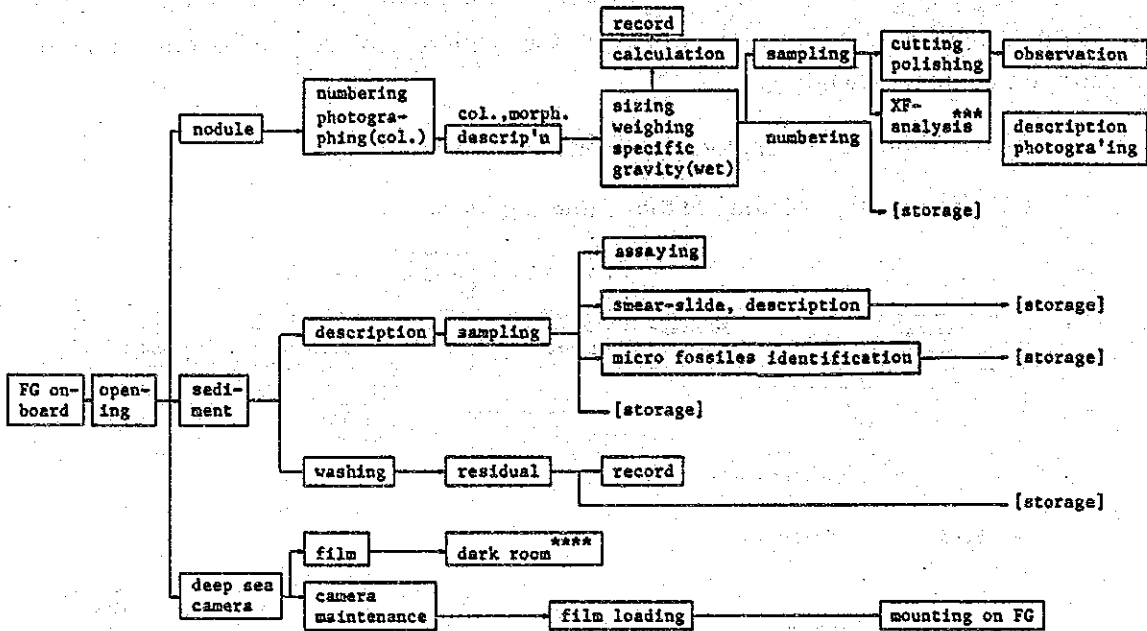 record
calculation
sampling
cutting
polishing
observation
numbering
photogra-
phing(col.)
col.,morph.
nodule
descrip'n
sizing
weighing
specific
gravity(wet)
numbering
XF-
analysis***
description
photogra'ing
[storage]
assaying
smear-slide, description
[storage]
description
sampling
micro fossiles identification
[storage]
FG on-
board
open-
ing
sedi-
ment
[storage]
washing
residual
record
[storage]
film
dark room****
deep sea
camera
camera
maintenance
film loading
mounting on FG